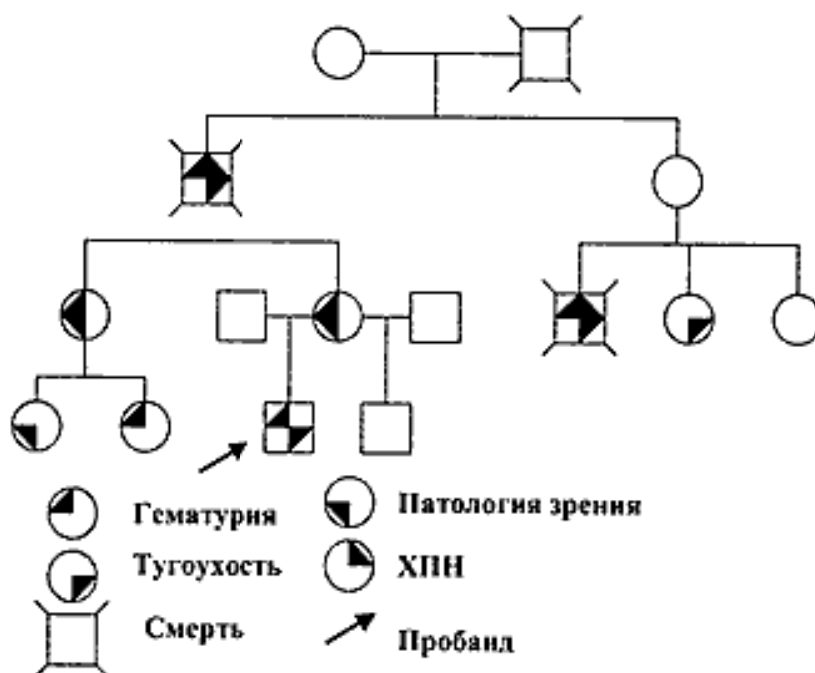 Гематурия
Патология зрения
Тугоухость
ХПН
Смерть
Пробанд